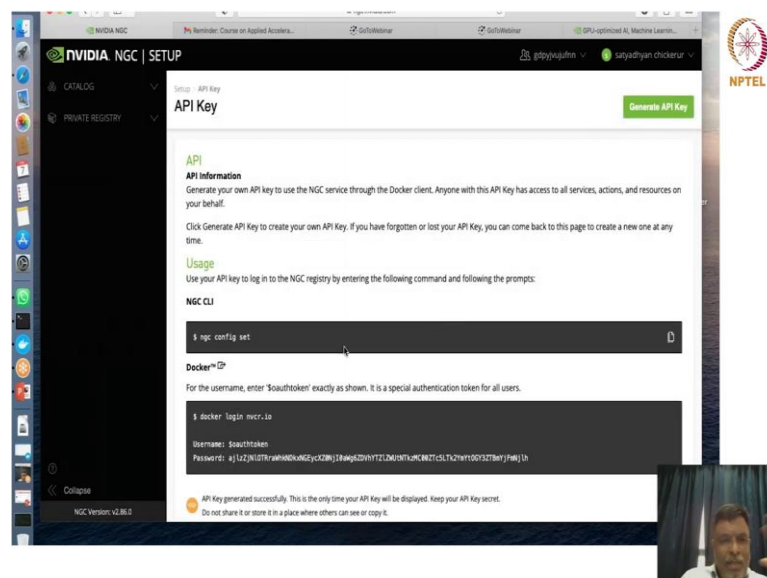 NVIDIA NGC
Reminder: Course on Applied Accelera...
GoToWebinar
GoToWebinar
GPU-optimized AI, Machine Learnin...
NVIDIA. NGC | SETUP
gdpyjvujufnn
satyadhyan chickerur
CATALOG
PRIVATE REGISTRY
Setup > API Key
API Key
Generate API Key
API
API Information
Generate your own API key to use the NGC service through the Docker client. Anyone with this API Key has access to all services, actions, and resources on
your behalf.
Click Generate API Key to create your own API Key. If you have forgotten or lost your API Key, you can come back to this page to create a new one at any
time.
Usage
Use your API key to log in to the NGC registry by entering the following command and following the prompts:
NGC CLI
$ ngc config set
Docker™
For the username, enter '$oauthtoken' exactly as shown. It is a special authentication token for all users.
$ docker login nvcr.io
Username: $oauthtoken
Password:
API Key generated successfully. This is the only time your API Key will be displayed. Keep your API Key secret.
Do not share it or store it in a place where others can see or copy it.
Collapse
NGC Version: v2.86.0
NPTEL